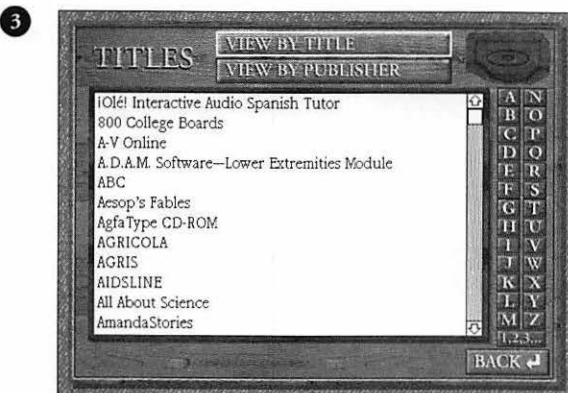 3
TITLES
VIEW BY TITLE
VIEW BY PUBLISHER
¡Olé! Interactive Audio Spanish Tutor
800 College Boards
A-V Online
A.D.A.M. Software—Lower Extremities Module
ABC
Aesop's Fables
AgfaType CD-ROM
AGRICOLA
AGRIS
AIDSLINE
All About Science
AmandaStories
A N
B O
C P
D Q
E R
F S
G T
H U
I V
J W
K X
L Y
M Z
1,2,3...
BACK